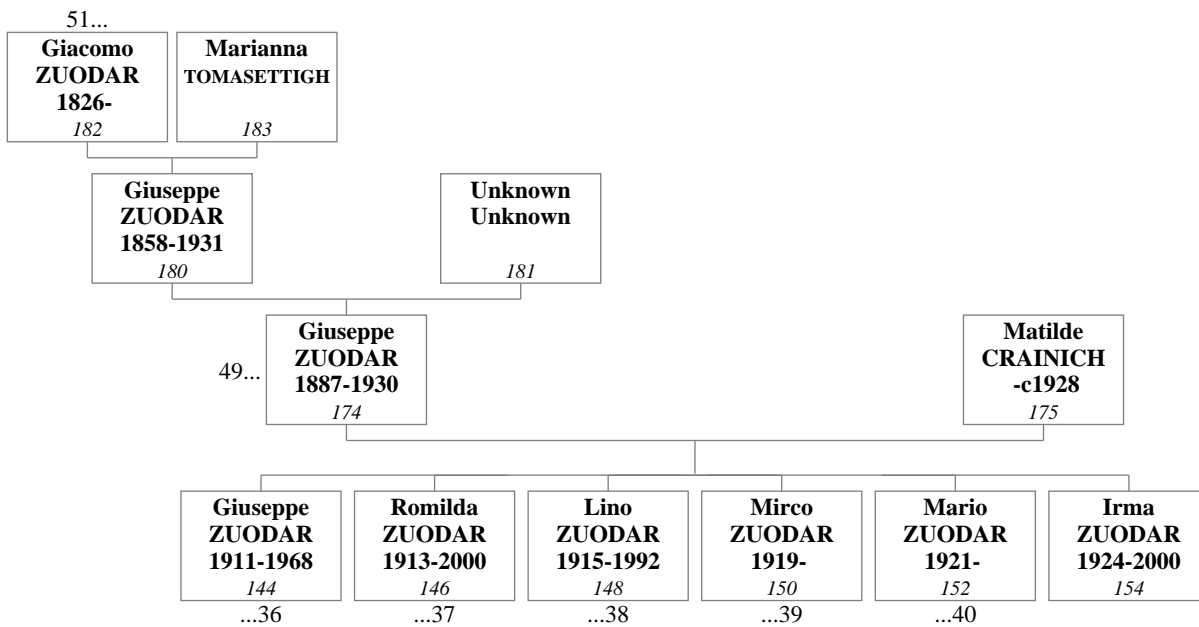 51...
Giacomo
ZUODAR
1826-
182
Marianna
TOMASETTIGH
183
Giuseppe
ZUODAR
1858-1931
180
Unknown
Unknown
181
49...
Giuseppe
ZUODAR
1887-1930
174
Matilde
CRAINICH
-c1928
175
Giuseppe
ZUODAR
1911-1968
144
...36
Romilda
ZUODAR
1913-2000
146
...37
Lino
ZUODAR
1915-1992
148
...38
Mirco
ZUODAR
1919-
150
...39
Mario
ZUODAR
1921-
152
...40
Irma
ZUODAR
1924-2000
154